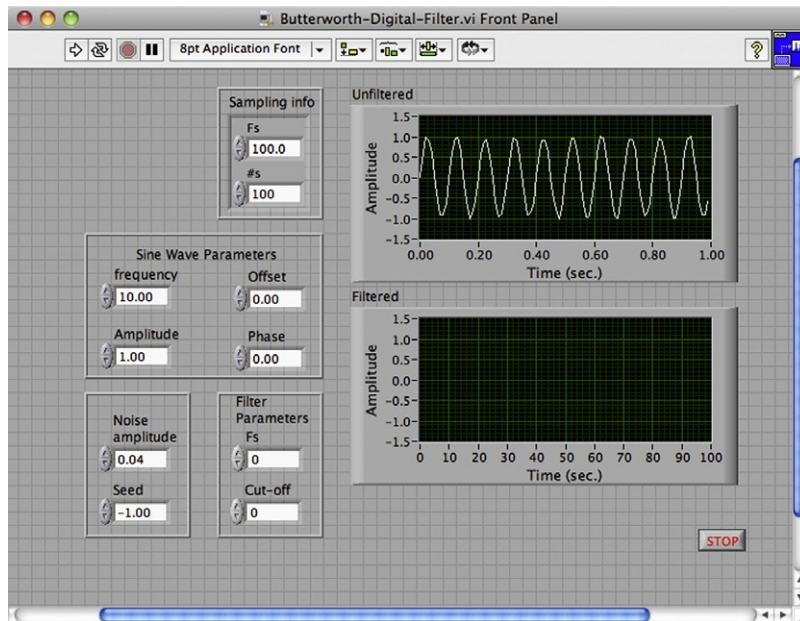 Butterworth-Digital-Filter.vi Front Panel
8pt Application Font
?
Sampling info
Fs
100.0
#s
100
Sine Wave Parameters
frequency
10.00
Offset
0.00
Amplitude
1.00
Phase
0.00
Noise
amplitude
0.04
Seed
-1.00
Filter
Parameters
Fs
0
Cut-off
0
Unfiltered
Amplitude
1.5
1.0
0.5
0.0
-0.5
-1.0
-1.5
0.00 0.20 0.40 0.60 0.80 1.00
Time (sec.)
Filtered
Amplitude
1.5
1.0
0.5
0.0
-0.5
-1.0
-1.5
0 10 20 30 40 50 60 70 80 90 100
Time (sec.)
STOP